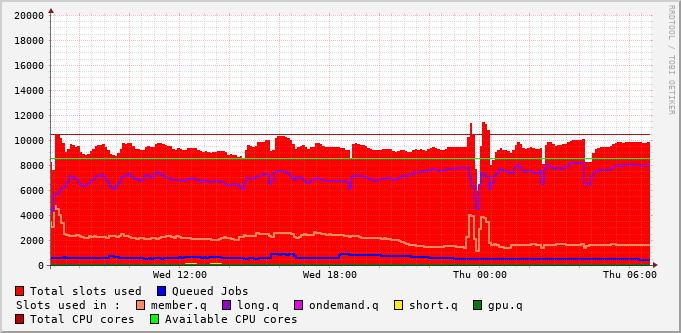 20000
18000
16000
14000
12000
10000
8000
6000
4000
2000
0
Wed 12:00 Wed 18:00 Thu 00:00 Thu 06:00
RRDTOOL / TOBI OETIKER
Total slots used Queued Jobs
Slots used in : member.q long.q ondemand.q short.q gpu.q
Total CPU cores Available CPU cores